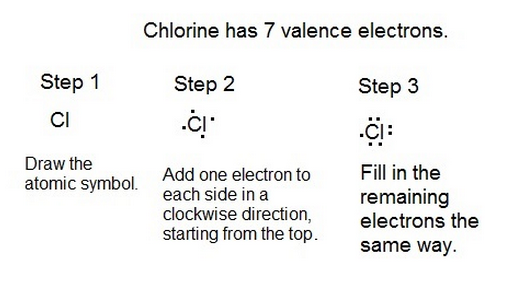 Chlorine has 7 valence electrons.
Step 1
Cl
Draw the
atomic symbol.
Step 2
Cl
Add one electron to
each side in a
clockwise direction,
starting from the top.
Step 3
Cl
Fill in the
remaining
electrons the
same way.